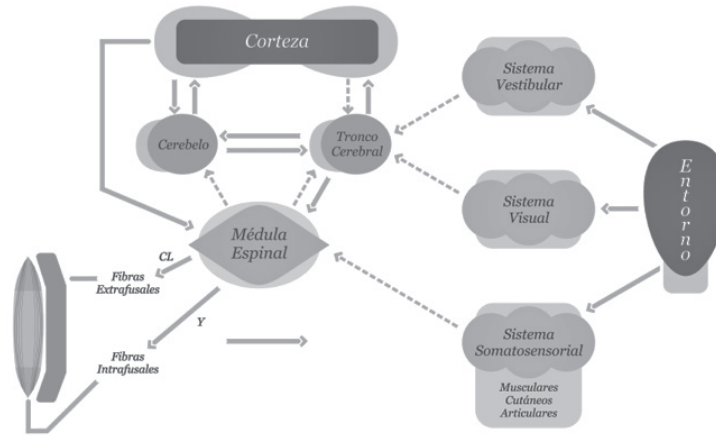 Corteza
Sistema
Vestibular
Cerebelo
Tronco
Cerebral
Entorno
Sistema
Visual
Médula
Espinal
CL
Fibras
Extrafusales
Y
Fibras
Intrafusales
Sistema
Somatosensorial
Musculares
Cutáneos
Articulares